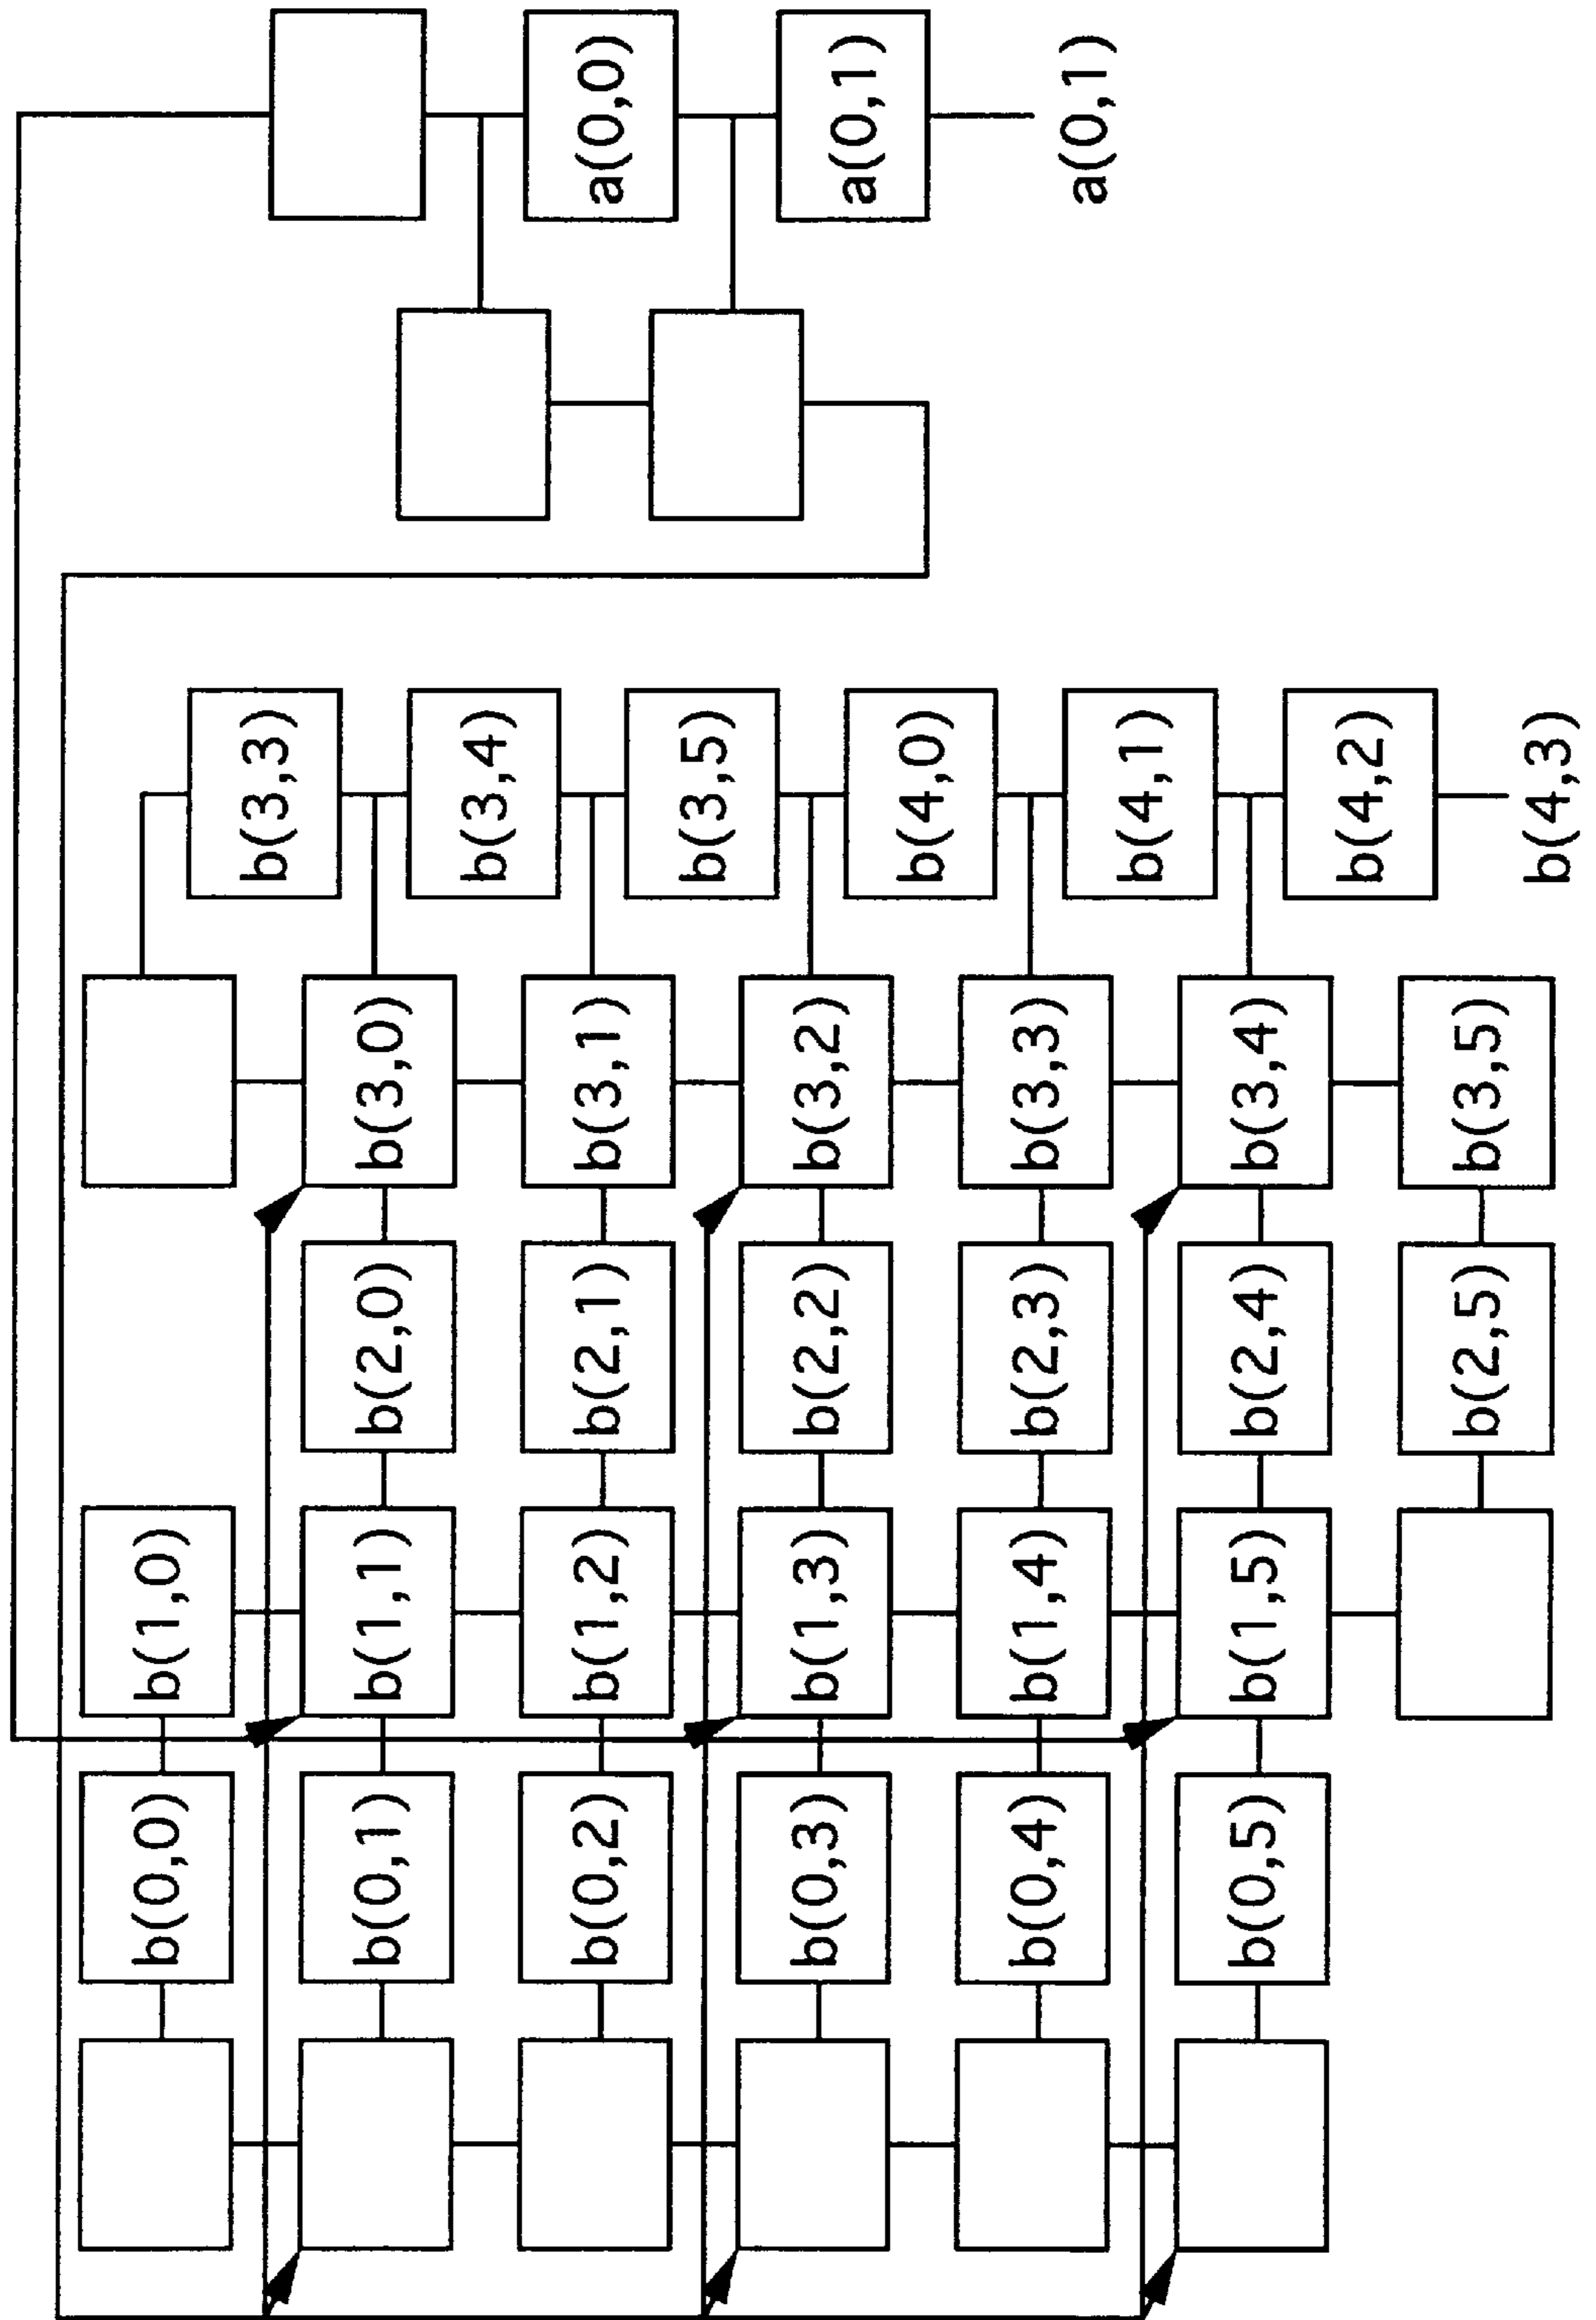 b(0,0)
b(1,0)
b(3,3)
b(0,1)
b(1,1)
b(2,0)
b(3,0)
b(3,4)
b(0,2)
b(1,2)
b(2,1)
b(3,1)
a(0,0)
b(3,5)
b(0,3)
b(1,3)
b(2,2)
b(3,2)
a(0,1)
b(4,0)
b(0,4)
b(1,4)
b(2,3)
b(3,3)
a(0,1)
b(4,1)
b(0,5)
b(1,5)
b(2,4)
b(3,4)
b(4,2)
b(2,5)
b(3,5)
b(4,3)